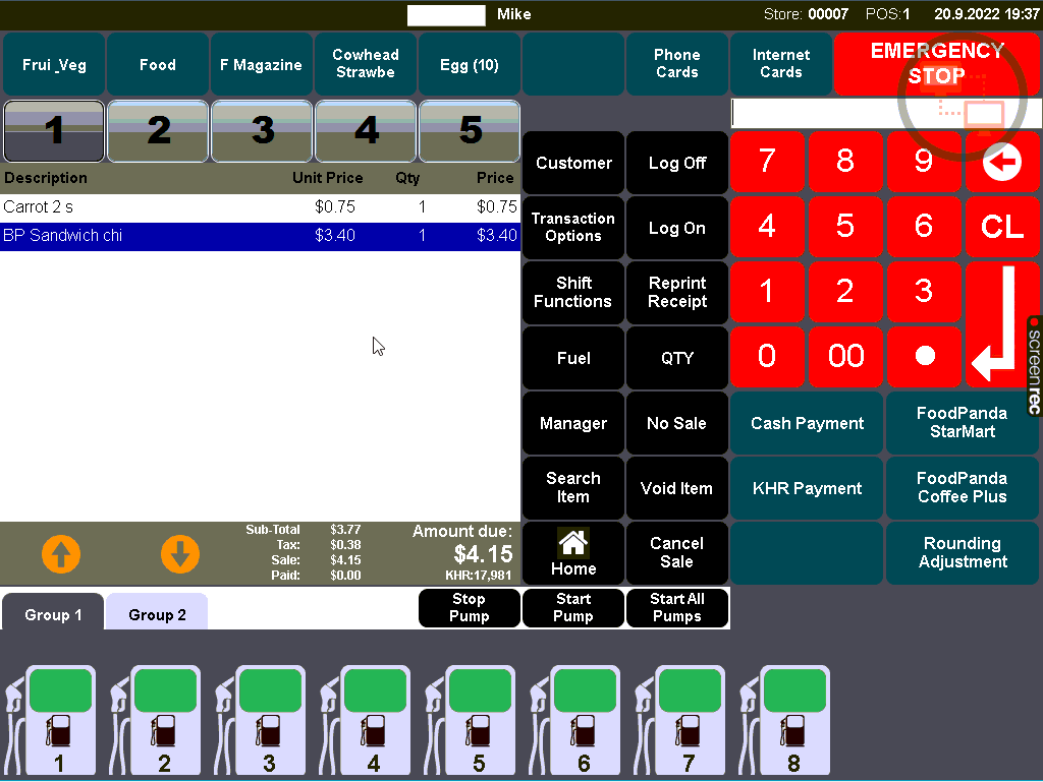 Mike
Store: 00007 POS:1 20.9.2022 19:37
Frui_Veg
Food
F Magazine
Cowhead
Strawbe
Egg (10)
Phone
Cards
Internet
Cards
EMERGENCY
STOP
1
2
3
4
5
Description Unit Price Qty Price
Carrot 2 s $0.75 1 $0.75
BP Sandwich chi $3.40 1 $3.40
Customer
Log Off
Transaction
Options
Log On
Shift
Functions
Reprint
Receipt
Fuel
QTY
Manager
No Sale
Search
Item
Void Item
Home
Cancel
Sale
7
8
9
4
5
6
CL
1
2
3
0
00
Cash Payment
FoodPanda
StarMart
KHR Payment
FoodPanda
Coffee Plus
Rounding
Adjustment
screenrec
Sub-Total $3.77
Tax: $0.38
Sale: $4.15
Paid: $0.00
Amount due:
$4.15
KHR:17,981
Group 1
Group 2
Stop
Pump
Start
Pump
Start All
Pumps
1
2
3
4
5
6
7
8